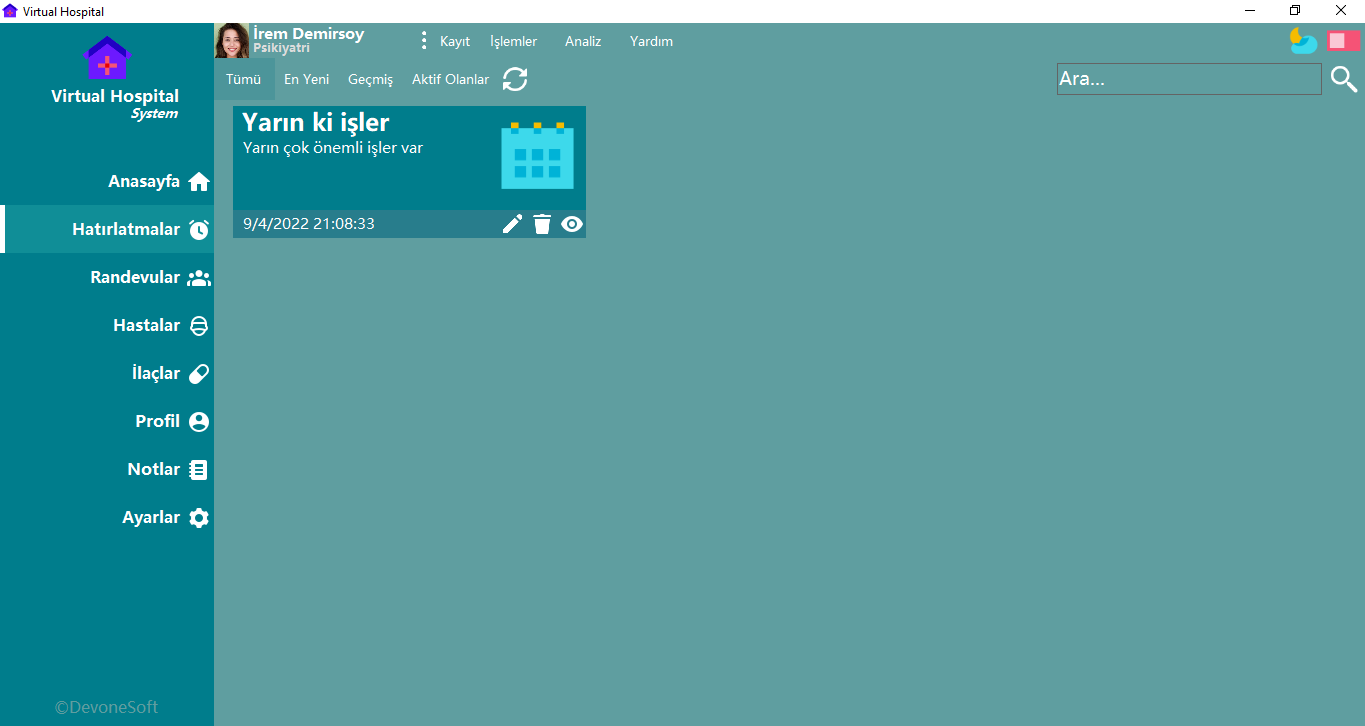 Virtual Hospital
Virtual Hospital
System
Anasayfa
Hatırlatmalar
Randevular
Hastalar
İlaçlar
Profil
Notlar
Ayarlar
©DevoneSoft
İrem Demirsoy
Psikiyatri
Kayıt İşlemler Analiz Yardım
Tümü En Yeni Geçmiş Aktif Olanlar
Ara...
Yarın ki işler
Yarın çok önemli işler var
9/4/2022 21:08:33